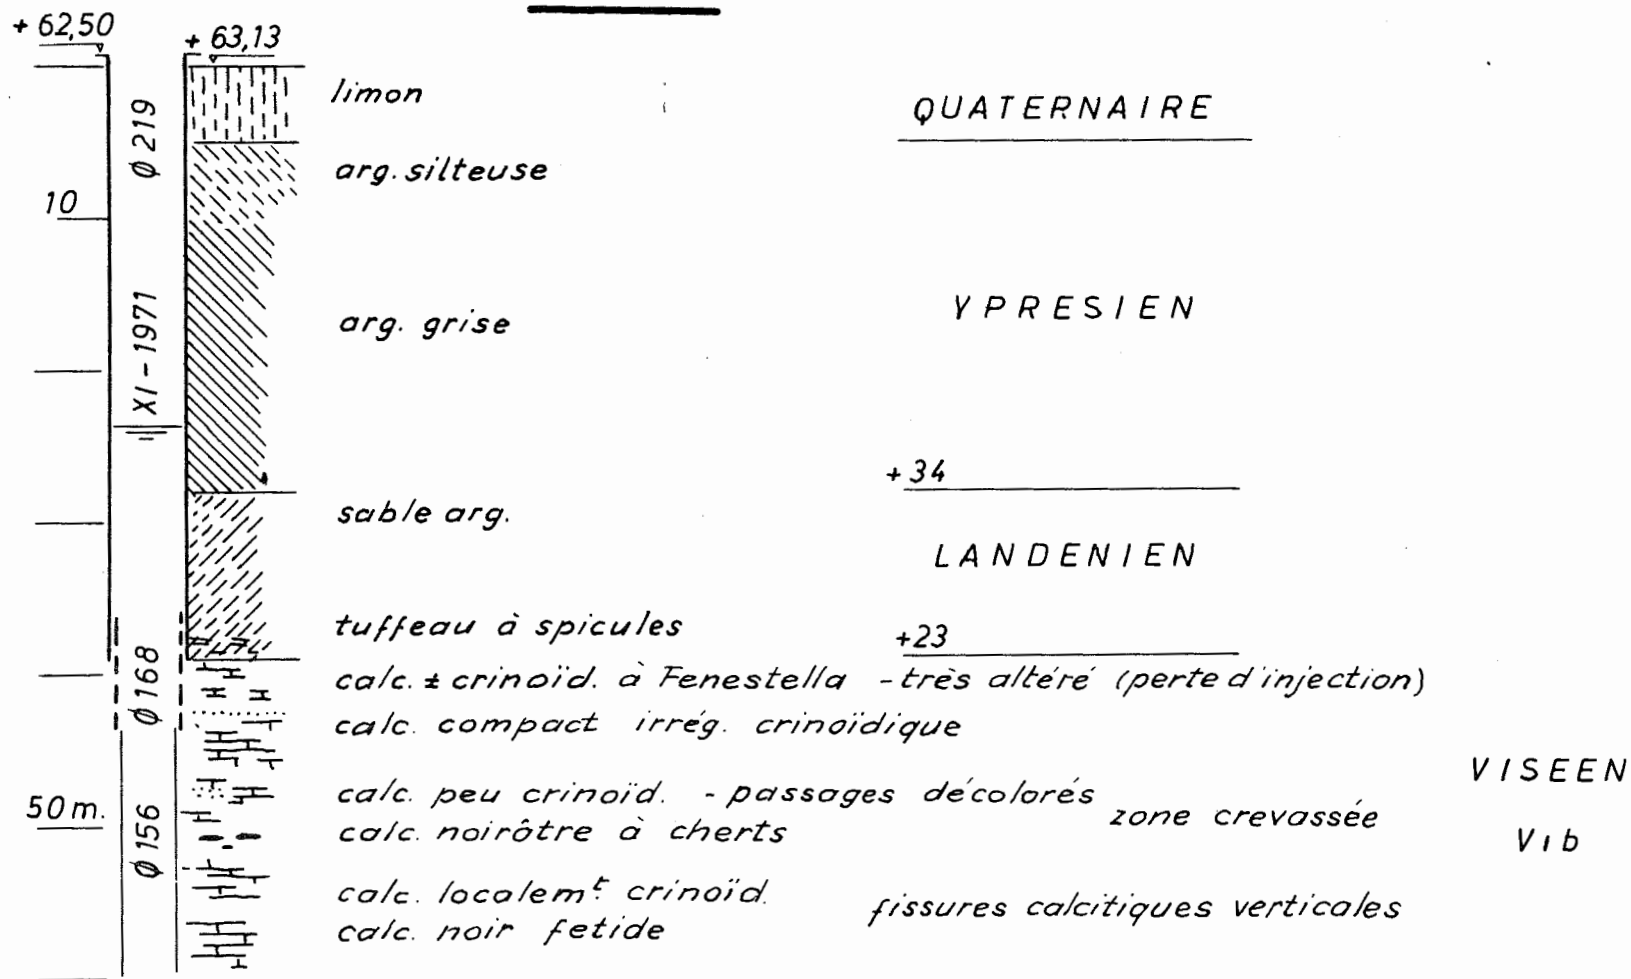 + 62,50
+ 63,13
limon
QUATERNAIRE
Ø 219
arg. silteuse
10
YPRESIEN
XI - 1971
arg. grise
+ 34
sable arg.
LANDENIEN
tuffeau à spicules
+23
Ø 168
calc. ± crinoïd. à Fenestella - très altéré (perte d'injection)
calc. compact irrég. crinoïdique
VISEEN
calc. peu crinoïd. - passages décolorés
zone crevassée
50 m.
Ø 156
calc. noirâtre à cherts
V1b
calc. localemt crinoïd.
fissures calcitiques verticales
calc. noir fetide